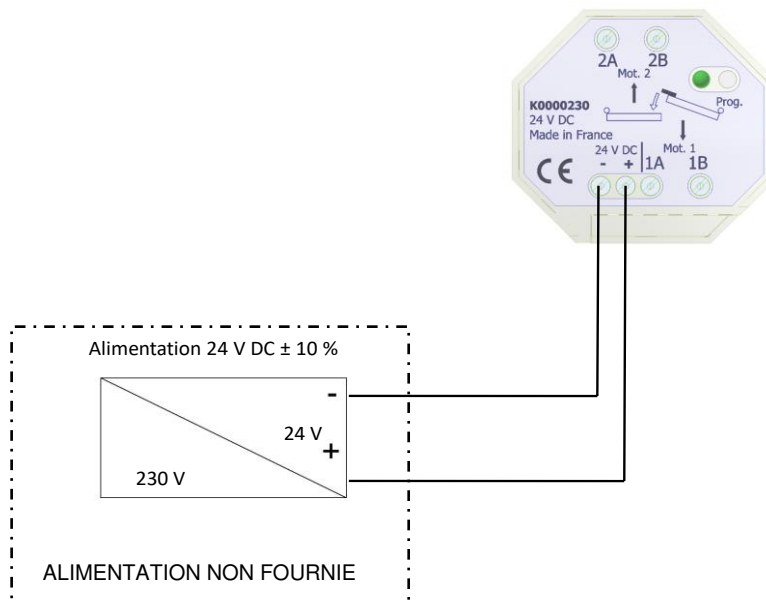 2A 2B
Mot. 2
K0000230
24 V DC
Made in France
Prog.
Mot. 1
24 V DC
- + 1A 1B
CE
Alimentation 24 V DC ± 10 %
-
24 V
+
230 V
ALIMENTATION NON FOURNIE